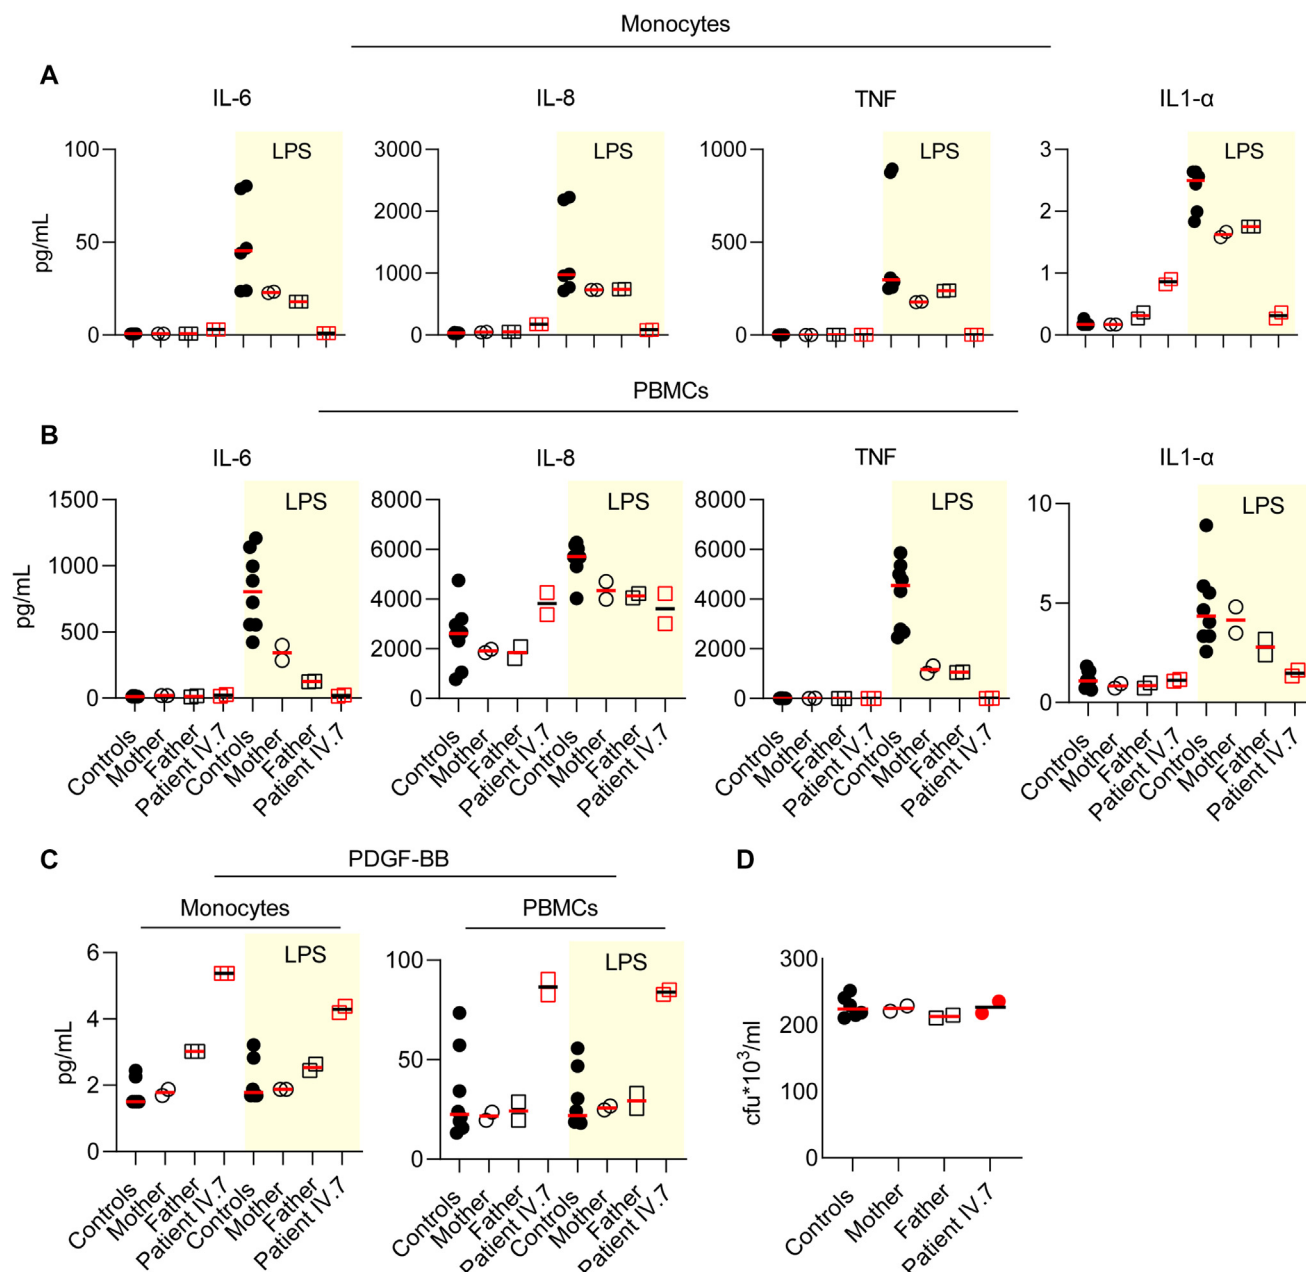 Monocytes
A
IL-6 IL-8 TNF IL1-α
100 3000 1000 3
LPS LPS LPS LPS
2000 2
pg/mL
50 500
1000 1
0 0 0 0
PBMCs
B
IL-6 IL-8 TNF IL1-α
1500 8000 8000 10
LPS LPS LPS LPS
6000 6000
1000
pg/mL
4000 4000 5
500
2000 2000
0 0 0 0
Controls Mother Father Patient IV.7 Controls Mother Father Patient IV.7
Controls Mother Father Patient IV.7 Controls Mother Father Patient IV.7
Controls Mother Father Patient IV.7 Controls Mother Father Patient IV.7
Controls Mother Father Patient IV.7 Controls Mother Father Patient IV.7
C
PDGF-BB
Monocytes PBMCs
6 100
LPS LPS
4
pg/mL
50
2
0 0
Controls Mother Father Patient IV.7 Controls Mother Father Patient IV.7
Controls Mother Father Patient IV.7 Controls Mother Father Patient IV.7
D
300
200
cfu*10³/ml
100
0
Controls Mother Father Patient IV.7